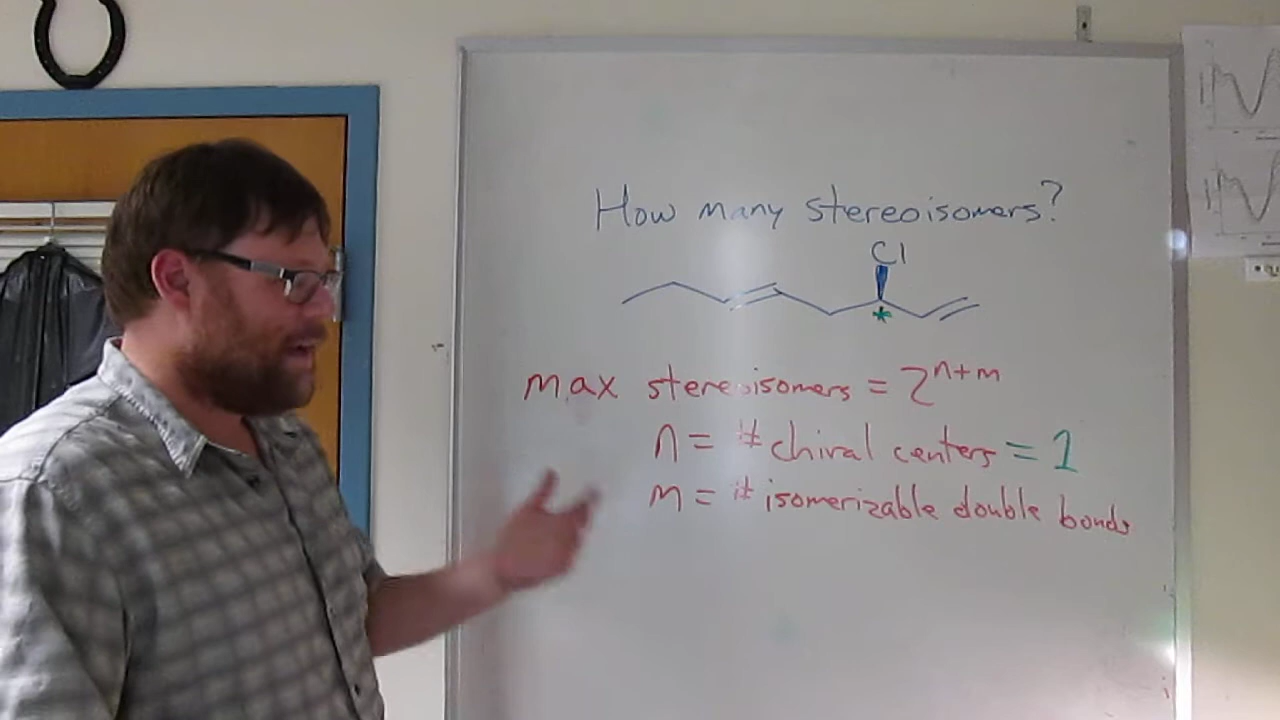 How many stereoisomers?
Cl
*
max stereoisomers = 2^n+m
n = # chiral centers = 1
m = # isomerizable double bonds